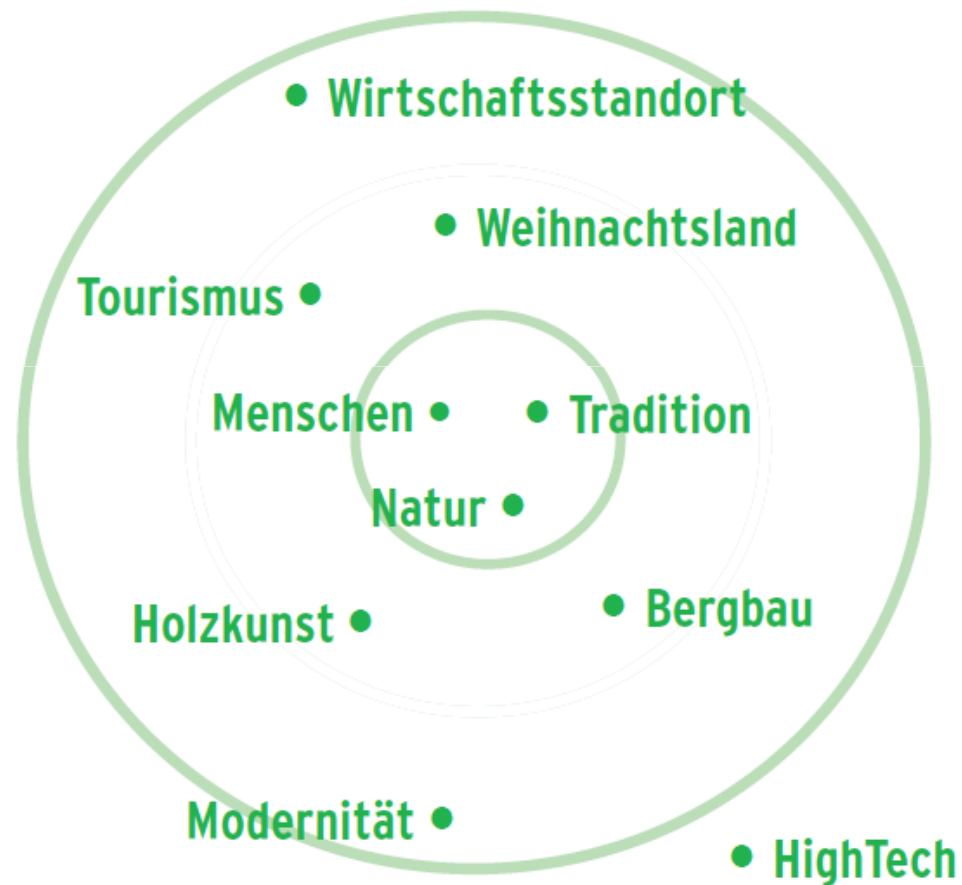 Wirtschaftsstandort
Weihnachtsland
Tourismus
Menschen
Tradition
Natur
Bergbau
Holzkunst
Modernität
HighTech